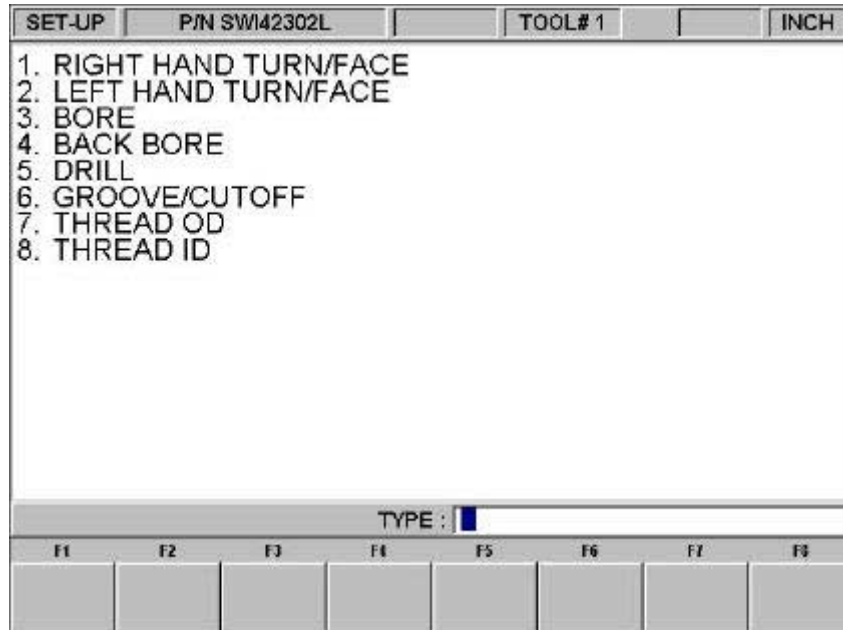 SET-UP P/N SWI42302L TOOL# 1 INCH
1. RIGHT HAND TURN/FACE
2. LEFT HAND TURN/FACE
3. BORE
4. BACK BORE
5. DRILL
6. GROOVE/CUTOFF
7. THREAD OD
8. THREAD ID
TYPE :
F1 F2 F3 F4 F5 F6 F7 F8